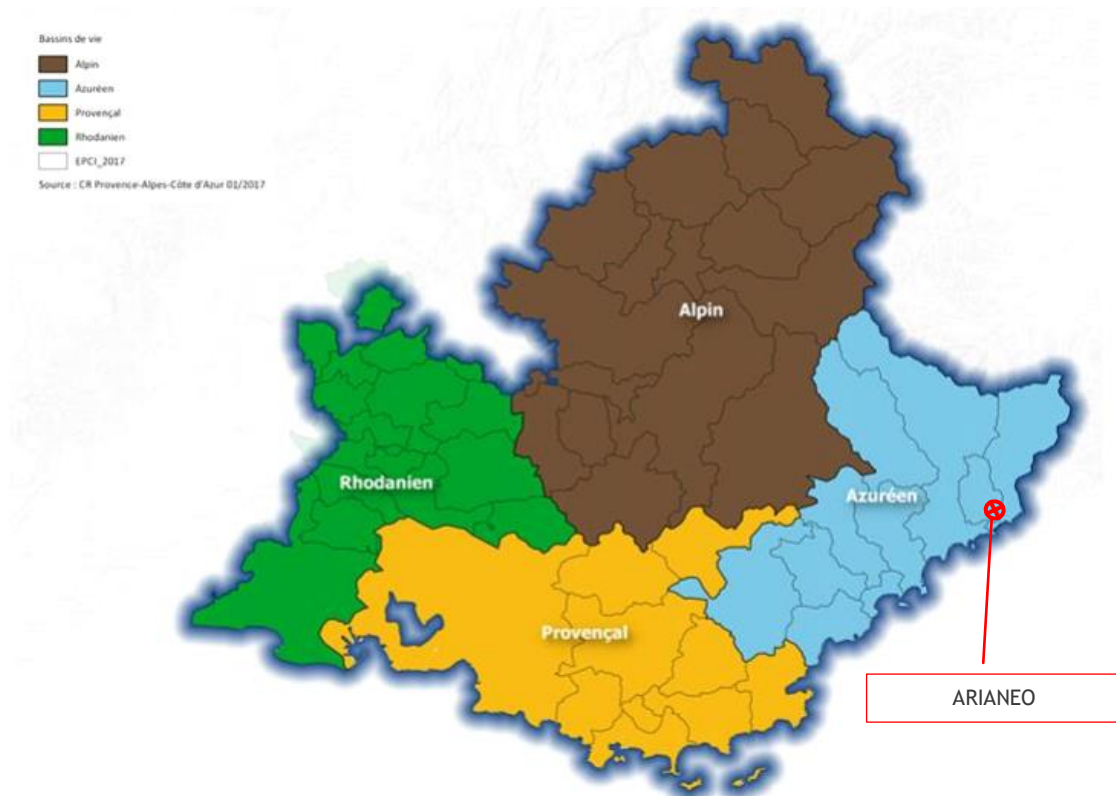 Bassins de vie
Alpin
Azuréen
Provençal
Rhodanien
EPCI_2017
Source : CR Provence-Alpes-Côte d'Azur 01/2017
Alpin
Rhodanien
Azuréen
Provençal
ARIANEO